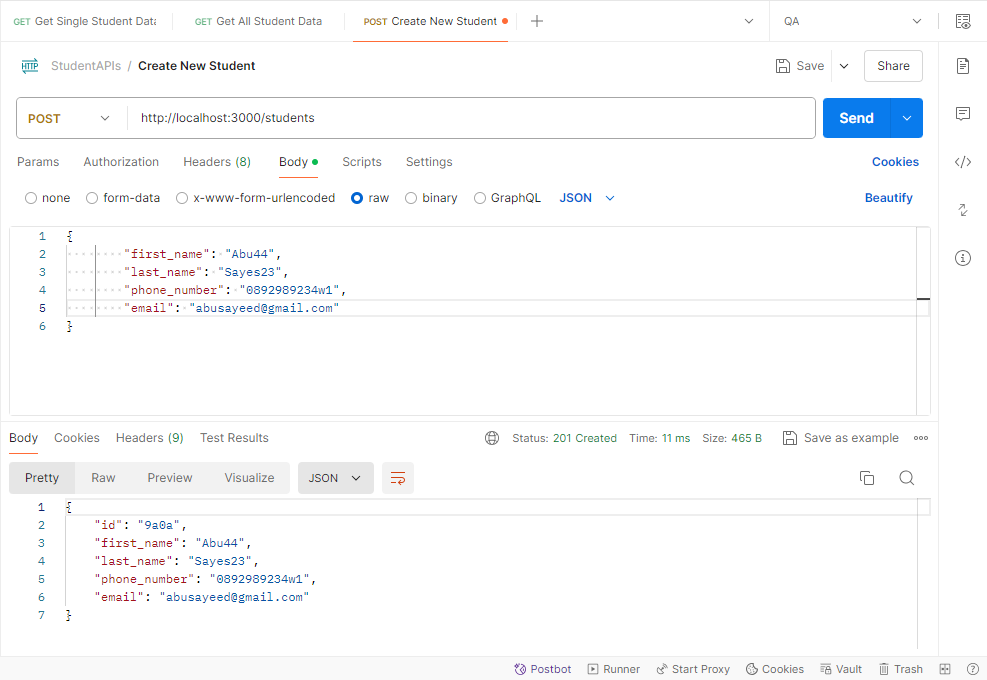 GET Get Single Student Data GET Get All Student Data POST Create New Student QA
HTTP StudentAPIs / Create New Student Save Share
POST http://localhost:3000/students Send
Params Authorization Headers (8) Body Scripts Settings Cookies
none form-data x-www-form-urlencoded raw binary GraphQL JSON Beautify
1 {
2 "first_name": "Abu44",
3 "last_name": "Sayes23",
4 "phone_number": "0892989234w1",
5 "email": "abusayeed@gmail.com"
6 }
Body Cookies Headers (9) Test Results Status: 201 Created Time: 11 ms Size: 465 B Save as example
Pretty Raw Preview Visualize JSON
1 {
2 "id": "9a0a",
3 "first_name": "Abu44",
4 "last_name": "Sayes23",
5 "phone_number": "0892989234w1",
6 "email": "abusayeed@gmail.com"
7 }
Postbot Runner Start Proxy Cookies Vault Trash